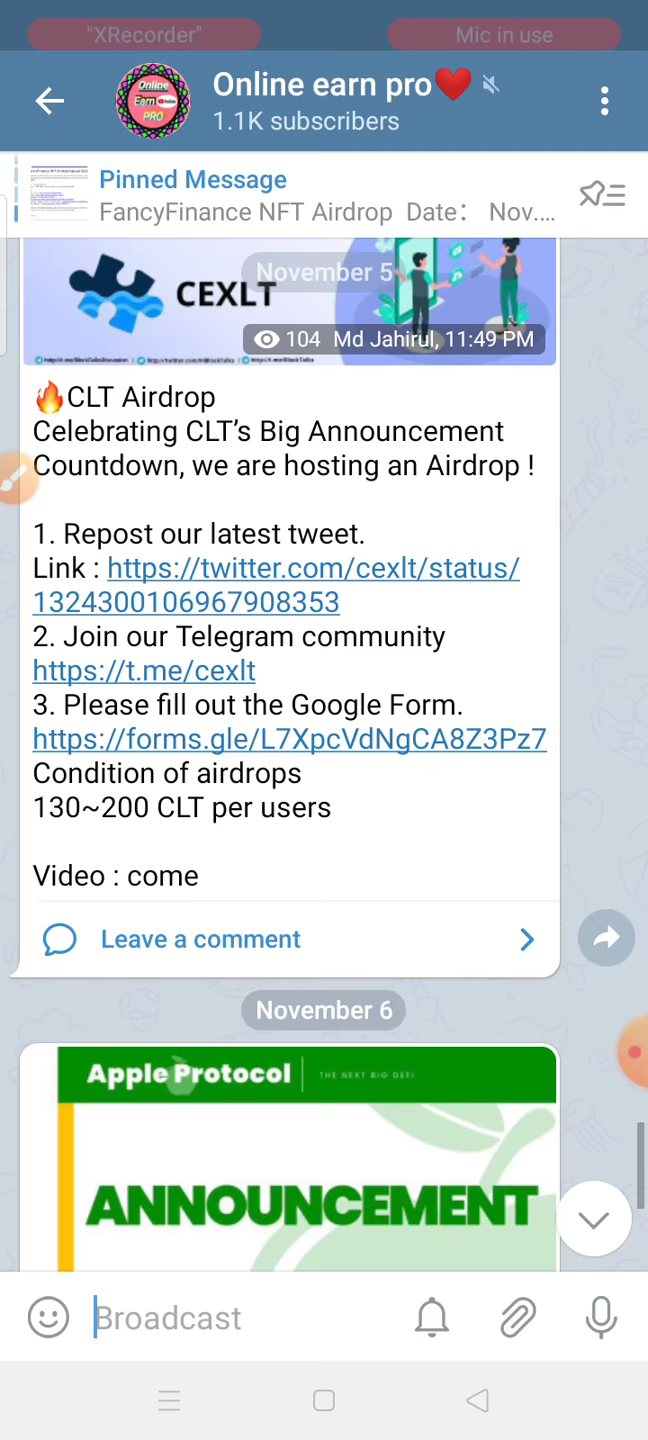 "XRecorder"
Mic in use
Online
Earn
PRO
Online earn pro❤️
1.1K subscribers
Pinned Message
FancyFinance NFT Airdrop Date: Nov....
November 5
CEXLT
104 Md Jahirul, 11:49 PM
🔥CLT Airdrop
Celebrating CLT’s Big Announcement
Countdown, we are hosting an Airdrop !
1. Repost our latest tweet.
Link : https://twitter.com/cexlt/status/
1324300106967908353
2. Join our Telegram community
https://t.me/cexlt
3. Please fill out the Google Form.
https://forms.gle/L7XpcVdNgCA8Z3Pz7
Condition of airdrops
130~200 CLT per users
Video : come
Leave a comment
November 6
Apple Protocol
THE NEXT BIG DEFI
ANNOUNCEMENT
Broadcast